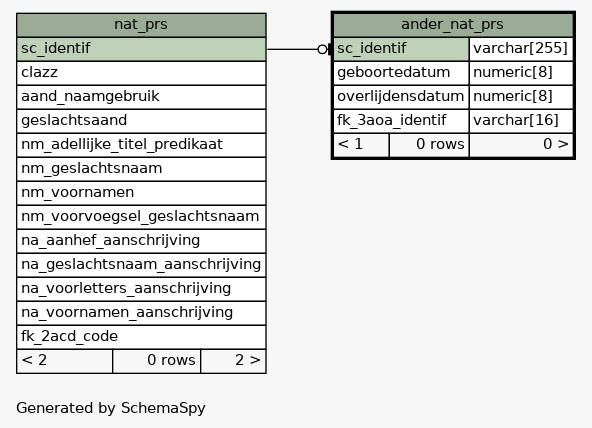 nat_prs
sc_identif
clazz
aand_naamgebruik
geslachtsaand
nm_adellijke_titel_predikaat
nm_geslachtsnaam
nm_voornamen
nm_voorvoegsel_geslachtsnaam
na_aanhef_aanschrijving
na_geslachtsnaam_aanschrijving
na_voorletters_aanschrijving
na_voornamen_aanschrijving
fk_2acd_code
< 2 0 rows 2 >
ander_nat_prs
sc_identif varchar[255]
geboortedatum numeric[8]
overlijdensdatum numeric[8]
fk_3aoa_identif varchar[16]
< 1 0 rows 0 >
Generated by SchemaSpy